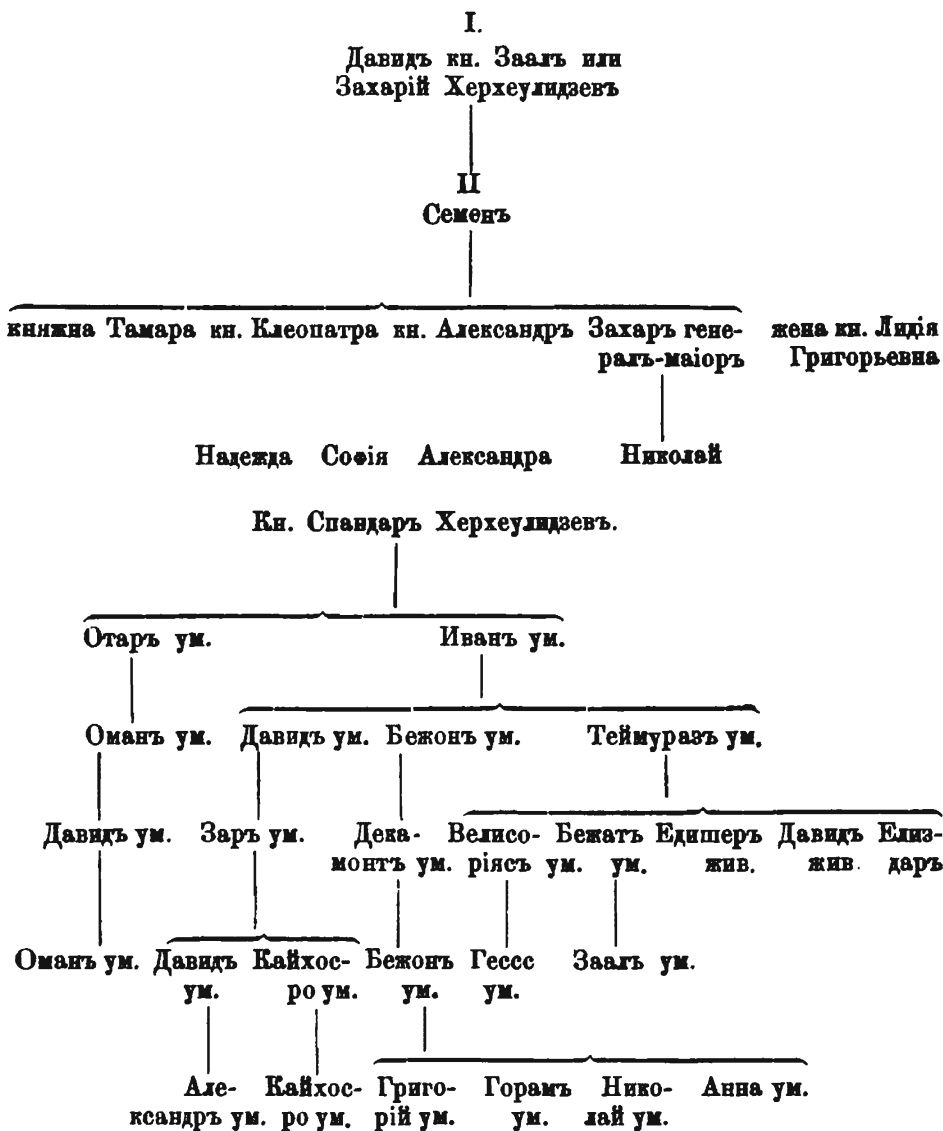 I.
Давидъ кн. Заалъ или
Захарій Херхеулидзевъ
II
Семенъ
княжна Тамара кн. Клеопатра кн. Александръ Захаръ гене- жена кн. Лидія
ралъ-маіоръ Григорьевна
Надежда Софія Александра Николай
Кн. Спандаръ Херхеулидзевъ.
Отаръ ум. Иванъ ум.
Оманъ ум. Давидъ ум. Бежонъ ум. Теймуразъ ум.
Давидъ ум. Заръ ум. Дека- Велисо- Бежатъ Едишеръ Давидъ Елиз-
монтъ ум. ріясъ ум. ум. жив. жив. даръ
Оманъ ум. Давидъ Кайхос- Бежонъ Гессс Заалъ ум.
ум. ро ум. ум. ум.
Але- Кайхос- Григо- Горамъ Нико- Анна ум.
ксандръ ум. ро ум. рій ум. ум. лай ум.